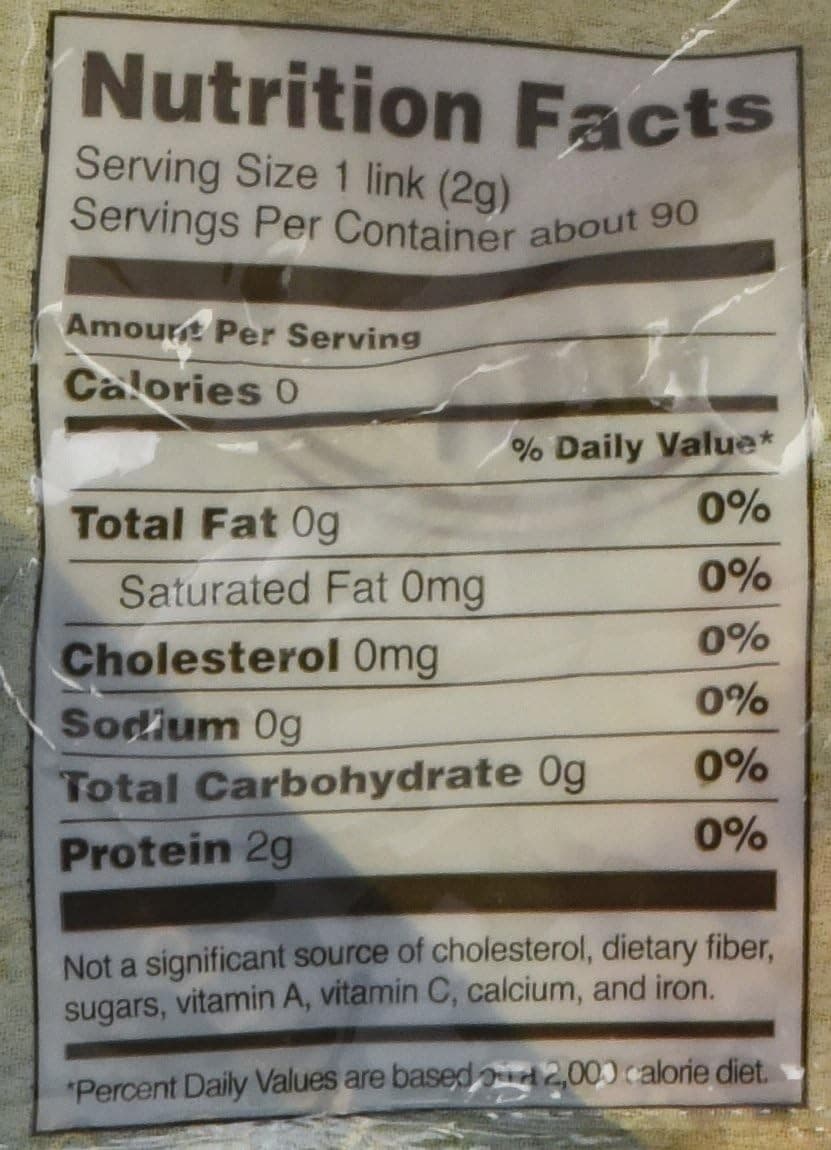 Nutrition Facts
Serving Size 1 link (2g)
Servings Per Container about 90
Amount Per Serving
Calories 0
% Daily Value*
Total Fat 0g 0%
Saturated Fat 0mg 0%
Cholesterol 0mg 0%
Sodium 0g 0%
Total Carbohydrate 0g 0%
Protein 2g 0%
Not a significant source of cholesterol, dietary fiber,
sugars, vitamin A, vitamin C, calcium, and iron.
*Percent Daily Values are based on a 2,000 calorie diet.